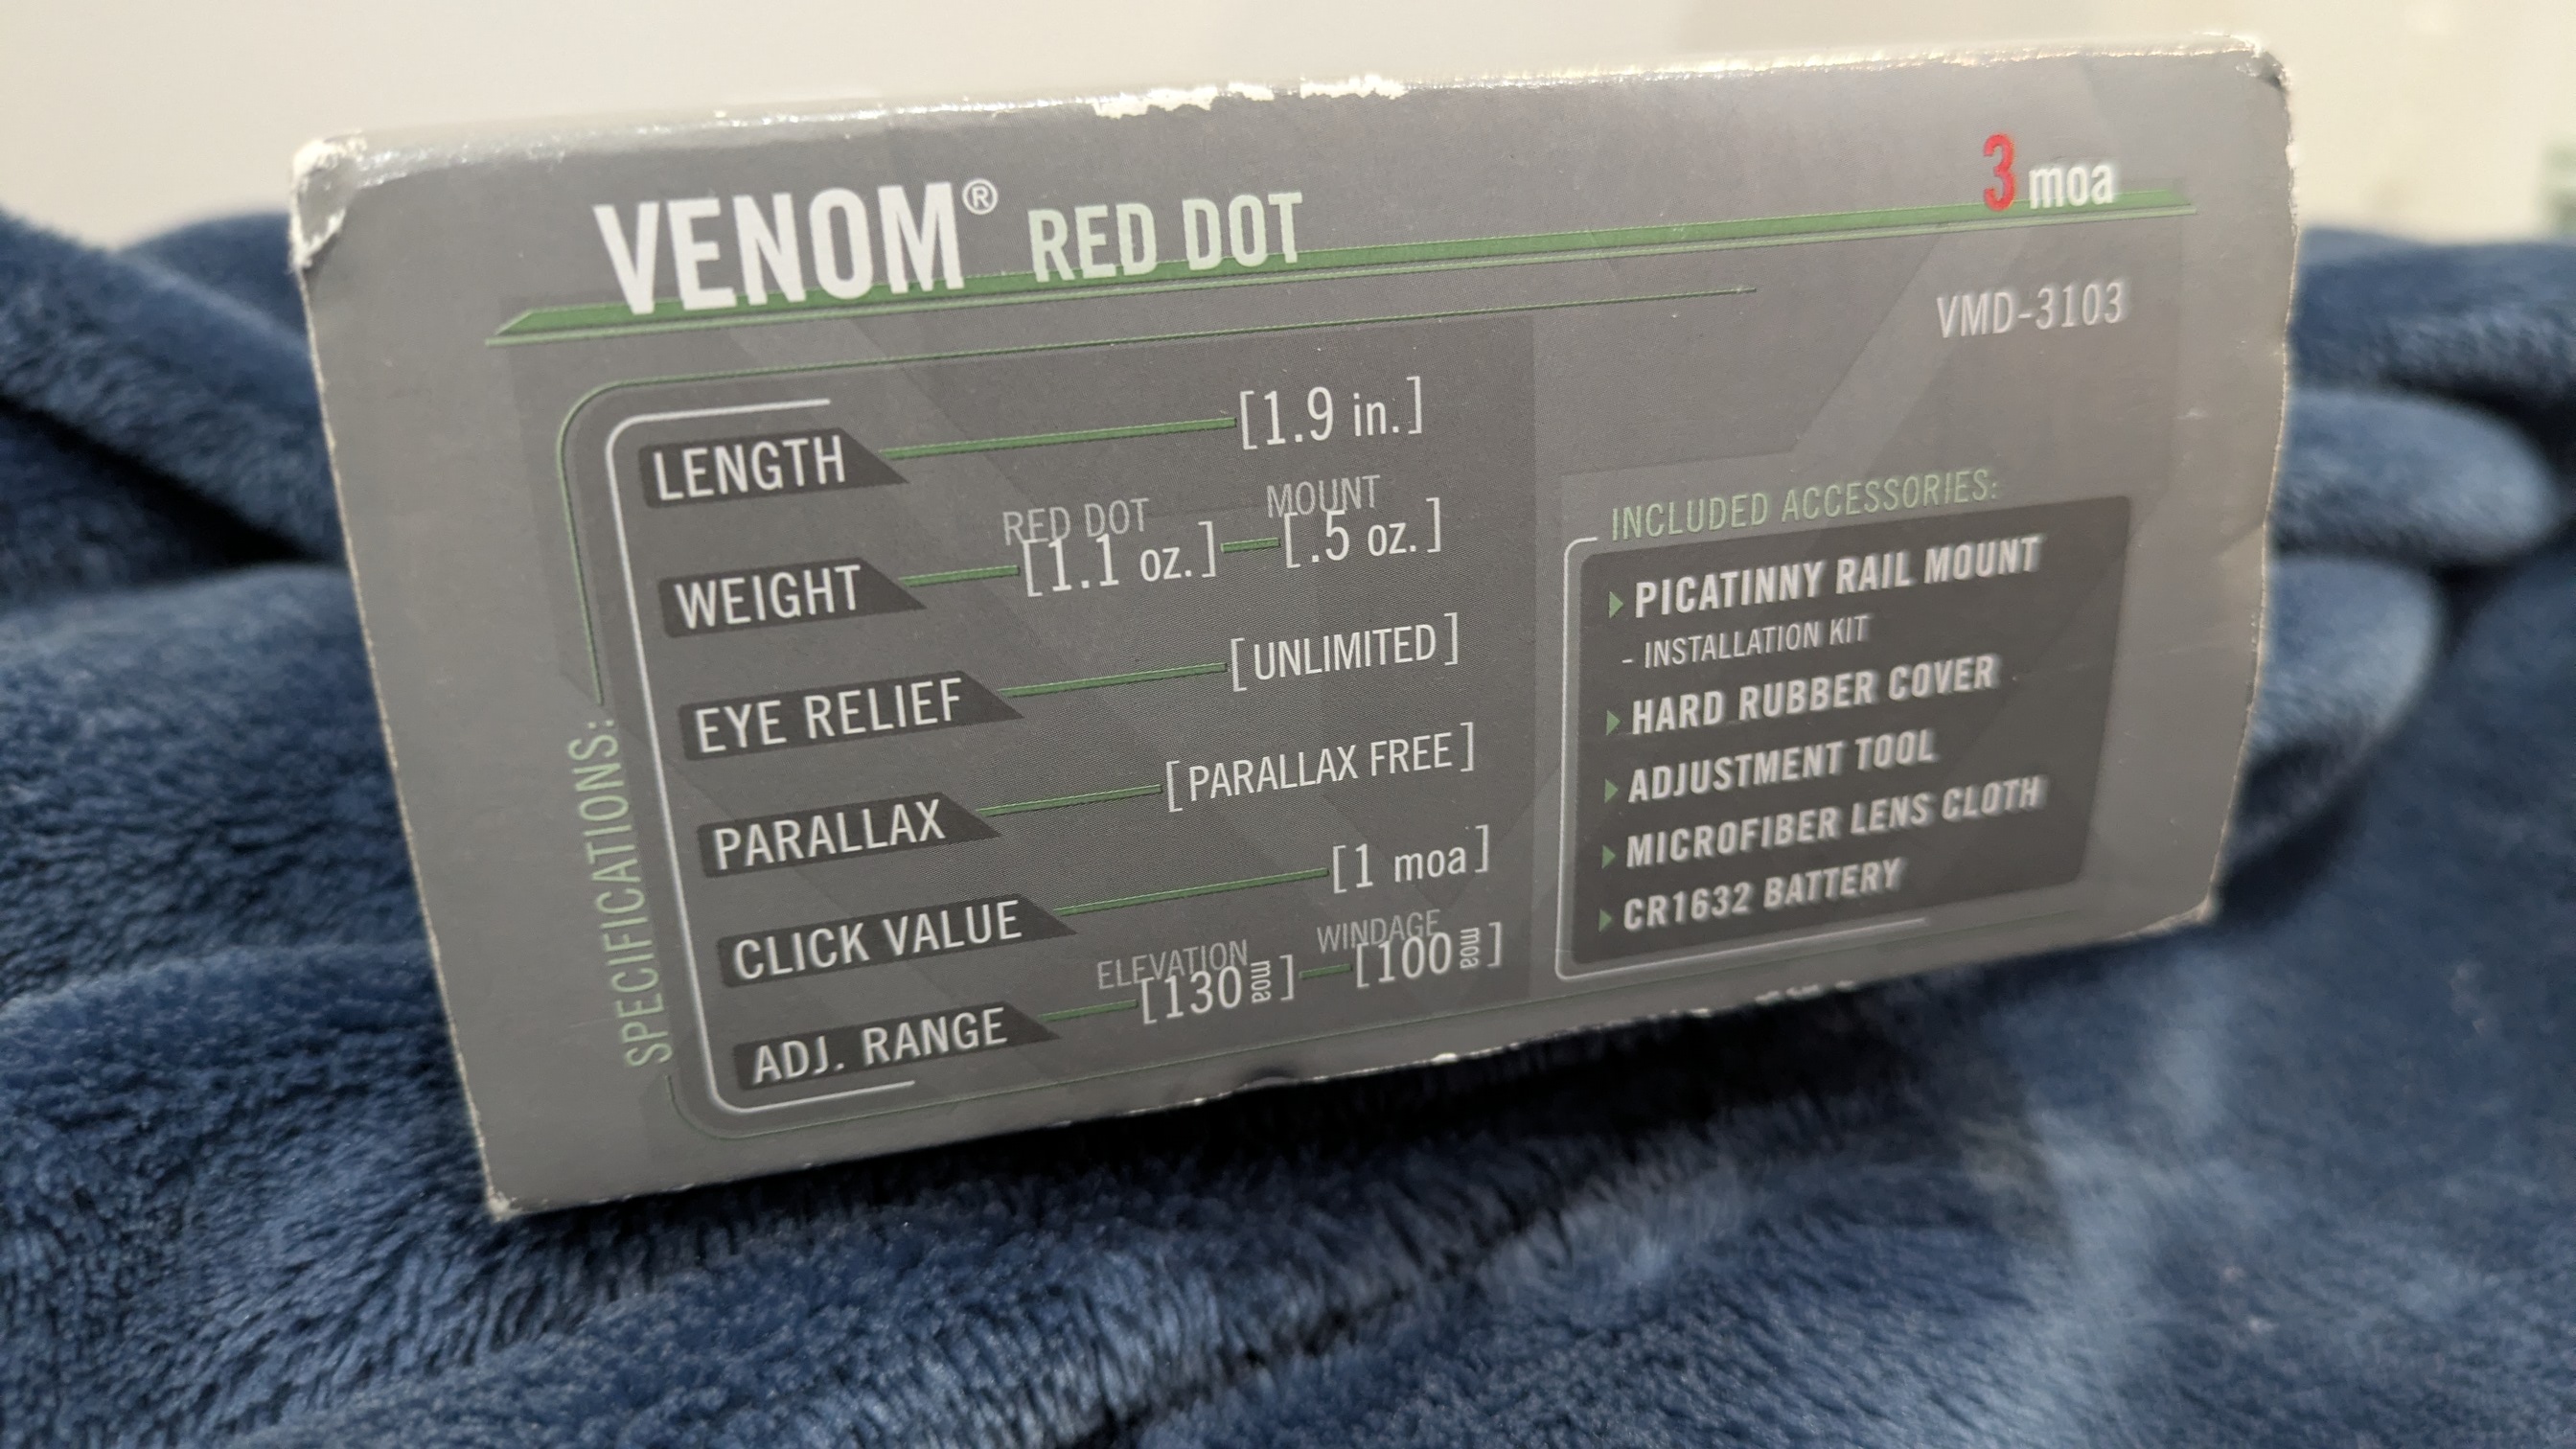 VENOM® RED DOT
3 moa
VMD-3103
SPECIFICATIONS:
LENGTH [1.9 in.]
RED DOT MOUNT
WEIGHT [1.1 oz.] [.5 oz.]
EYE RELIEF [UNLIMITED]
PARALLAX [PARALLAX FREE]
CLICK VALUE [1 moa]
ELEVATION WINDAGE
ADJ. RANGE [130 moa] [100 moa]
INCLUDED ACCESSORIES:
PICATINNY RAIL MOUNT
- INSTALLATION KIT
HARD RUBBER COVER
ADJUSTMENT TOOL
MICROFIBER LENS CLOTH
CR1632 BATTERY